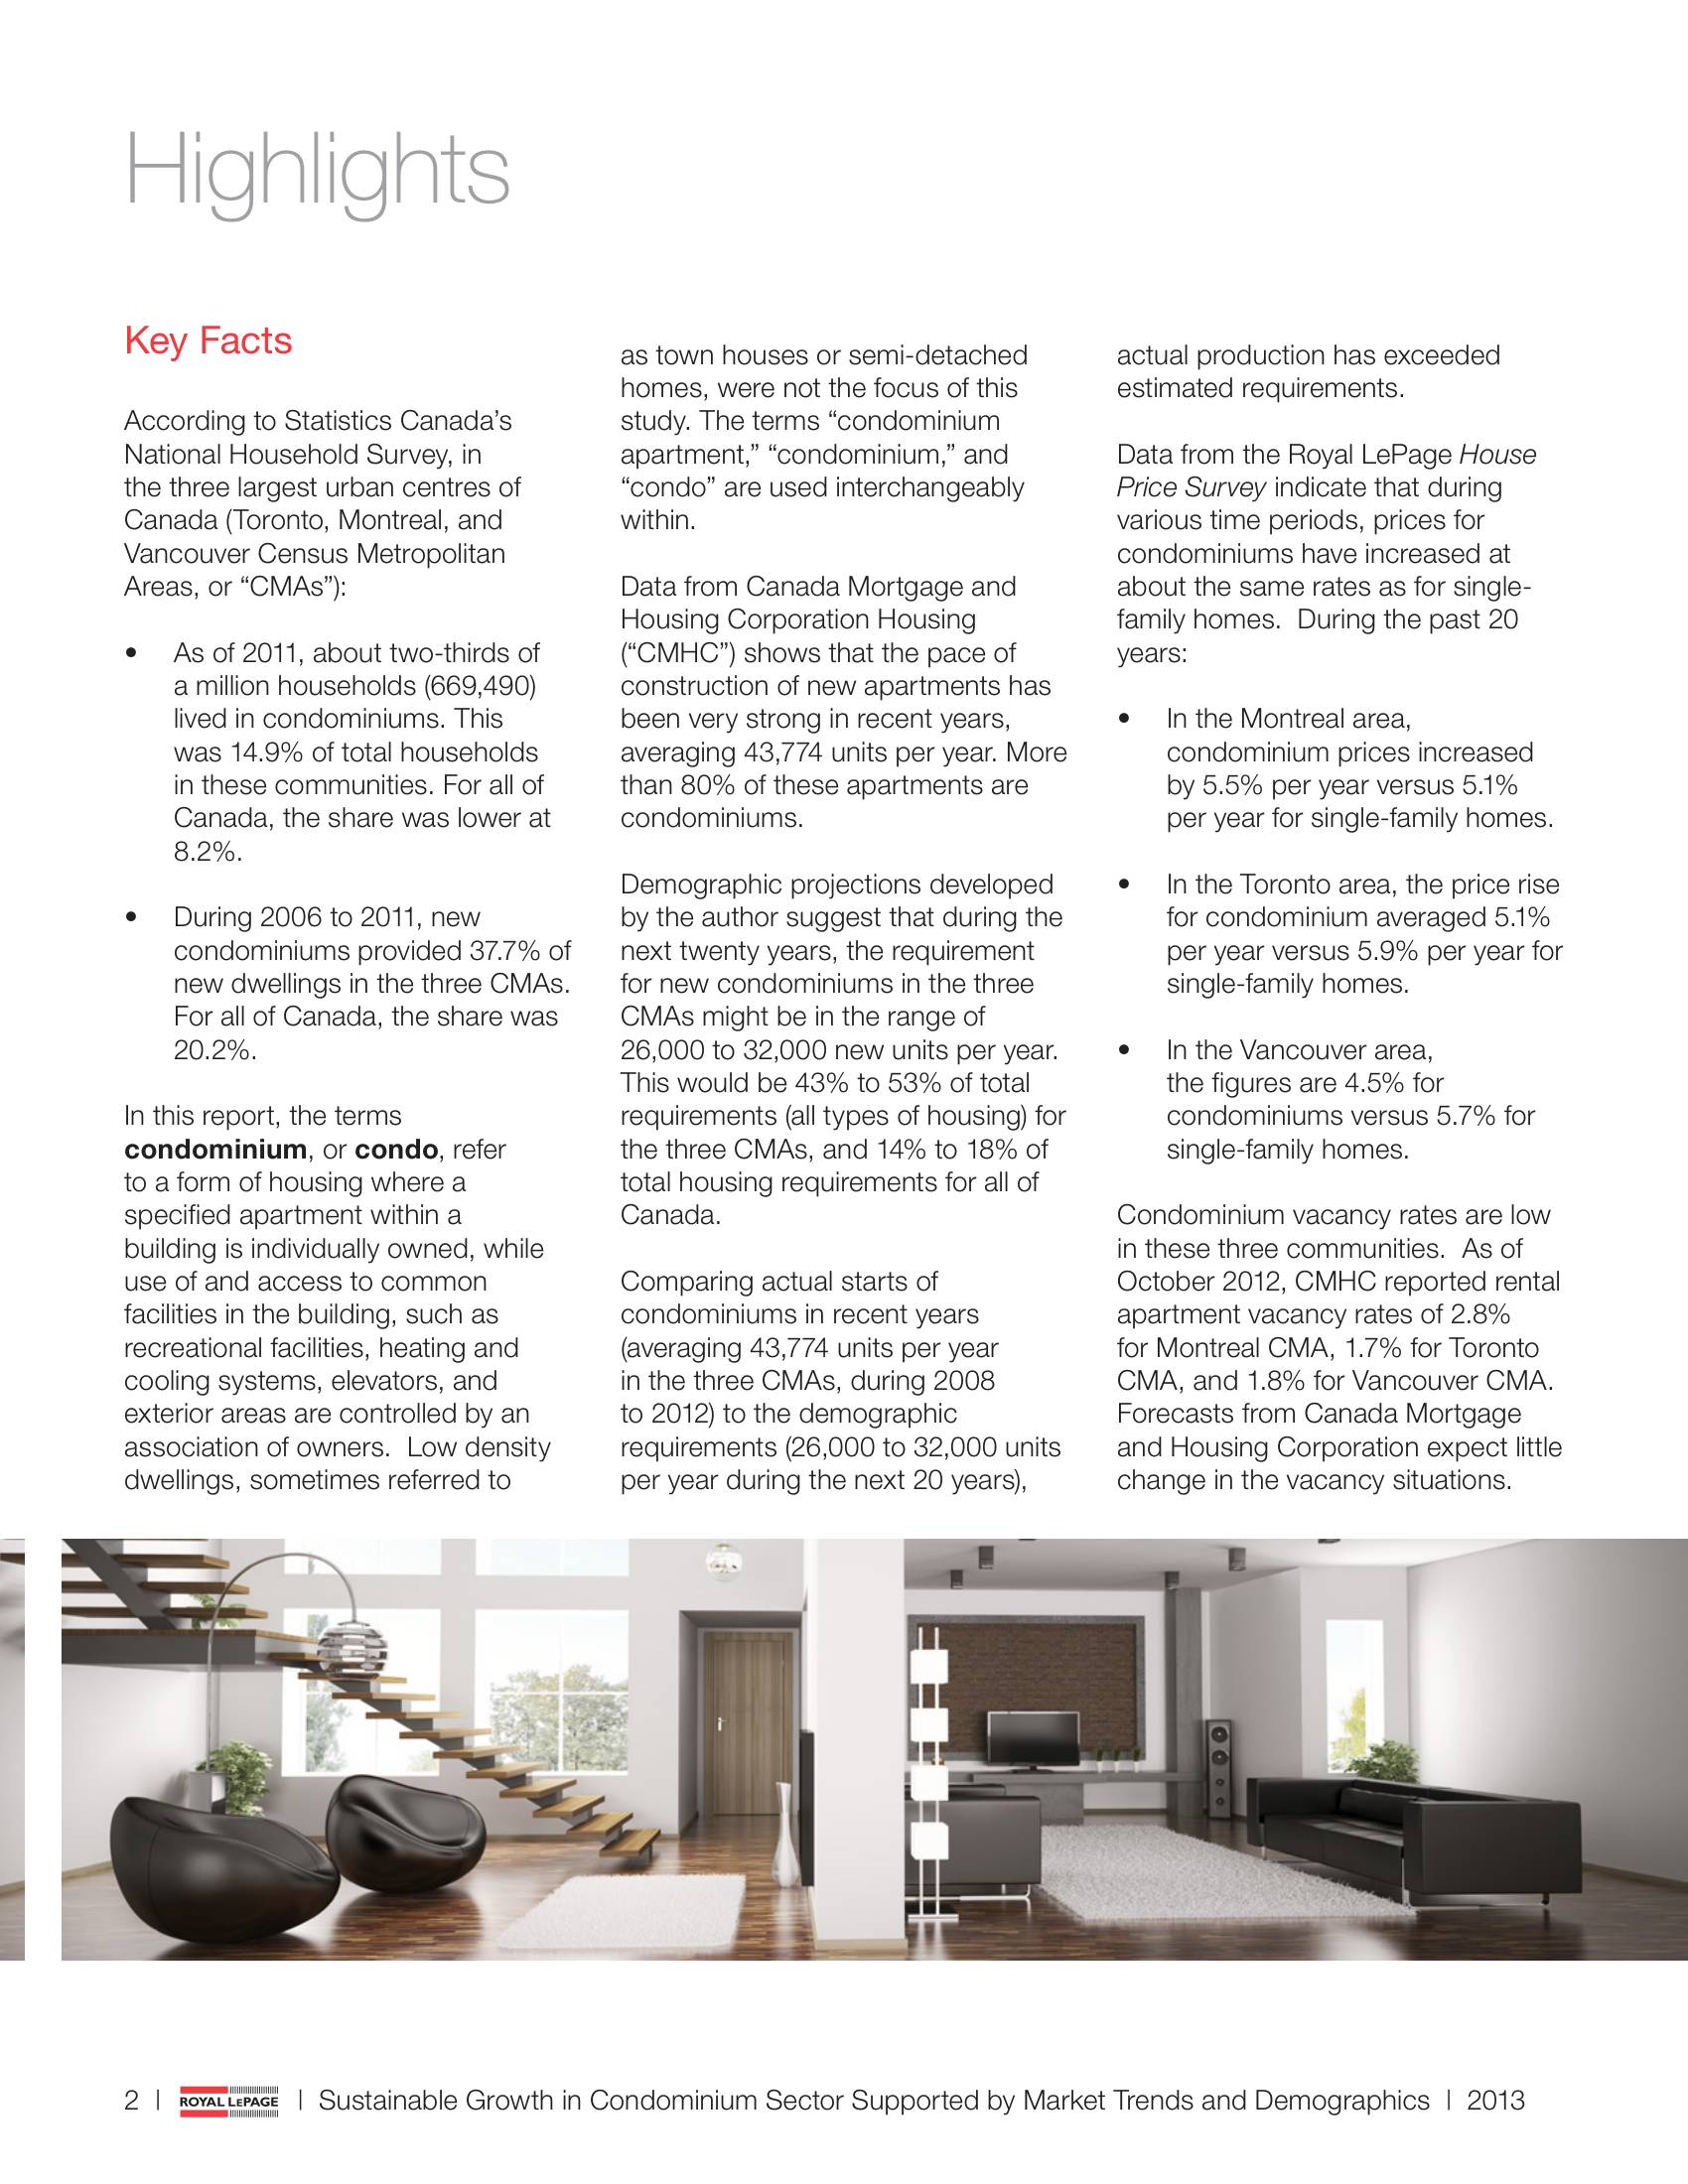 Highlights
Key Facts
According to Statistics Canada’s
National Household Survey, in
the three largest urban centres of
Canada (Toronto, Montreal, and
Vancouver Census Metropolitan
Areas, or “CMAs”):
• As of 2011, about two-thirds of
a million households (669,490)
lived in condominiums. This
was 14.9% of total households
in these communities. For all of
Canada, the share was lower at
8.2%.
• During 2006 to 2011, new
condominiums provided 37.7% of
new dwellings in the three CMAs.
For all of Canada, the share was
20.2%.
In this report, the terms
condominium, or condo, refer
to a form of housing where a
specified apartment within a
building is individually owned, while
use of and access to common
facilities in the building, such as
recreational facilities, heating and
cooling systems, elevators, and
exterior areas are controlled by an
association of owners.  Low density
dwellings, sometimes referred to
as town houses or semi-detached
homes, were not the focus of this
study. The terms “condominium
apartment,” “condominium,” and
“condo” are used interchangeably
within.
Data from Canada Mortgage and
Housing Corporation Housing
(“CMHC”) shows that the pace of
construction of new apartments has
been very strong in recent years,
averaging 43,774 units per year. More
than 80% of these apartments are
condominiums.
Demographic projections developed
by the author suggest that during the
next twenty years, the requirement
for new condominiums in the three
CMAs might be in the range of
26,000 to 32,000 new units per year.
This would be 43% to 53% of total
requirements (all types of housing) for
the three CMAs, and 14% to 18% of
total housing requirements for all of
Canada.
Comparing actual starts of
condominiums in recent years
(averaging 43,774 units per year
in the three CMAs, during 2008
to 2012) to the demographic
requirements (26,000 to 32,000 units
per year during the next 20 years),
actual production has exceeded
estimated requirements.
Data from the Royal LePage House
Price Survey indicate that during
various time periods, prices for
condominiums have increased at
about the same rates as for single-
family homes.  During the past 20
years:
• In the Montreal area,
condominium prices increased
by 5.5% per year versus 5.1%
per year for single-family homes.
• In the Toronto area, the price rise
for condominium averaged 5.1%
per year versus 5.9% per year for
single-family homes.
• In the Vancouver area,
the figures are 4.5% for
condominiums versus 5.7% for
single-family homes.
Condominium vacancy rates are low
in these three communities.  As of
October 2012, CMHC reported rental
apartment vacancy rates of 2.8%
for Montreal CMA, 1.7% for Toronto
CMA, and 1.8% for Vancouver CMA.
Forecasts from Canada Mortgage
and Housing Corporation expect little
change in the vacancy situations.
2 | ROYAL LEPAGE | Sustainable Growth in Condominium Sector Supported by Market Trends and Demographics | 2013